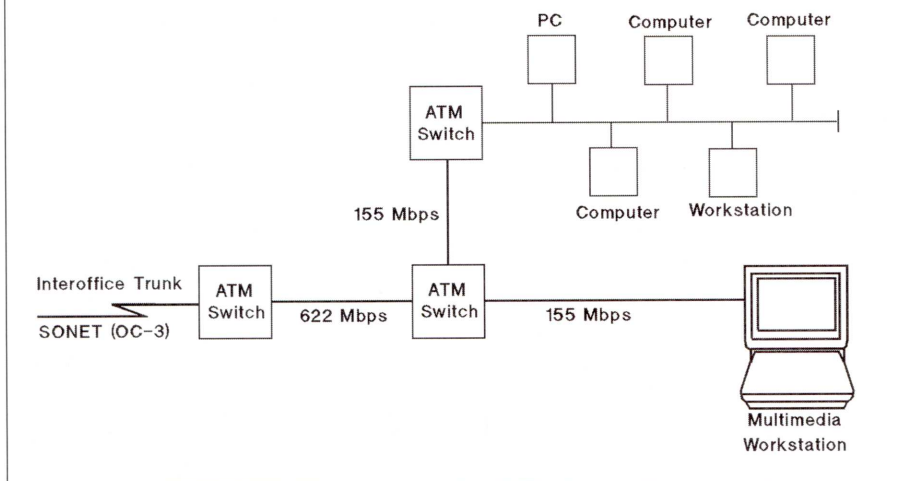 PC
Computer
Computer
ATM
Switch
Computer
Workstation
155 Mbps
Interoffice Trunk
SONET (OC-3)
ATM
Switch
622 Mbps
ATM
Switch
155 Mbps
Multimedia
Workstation